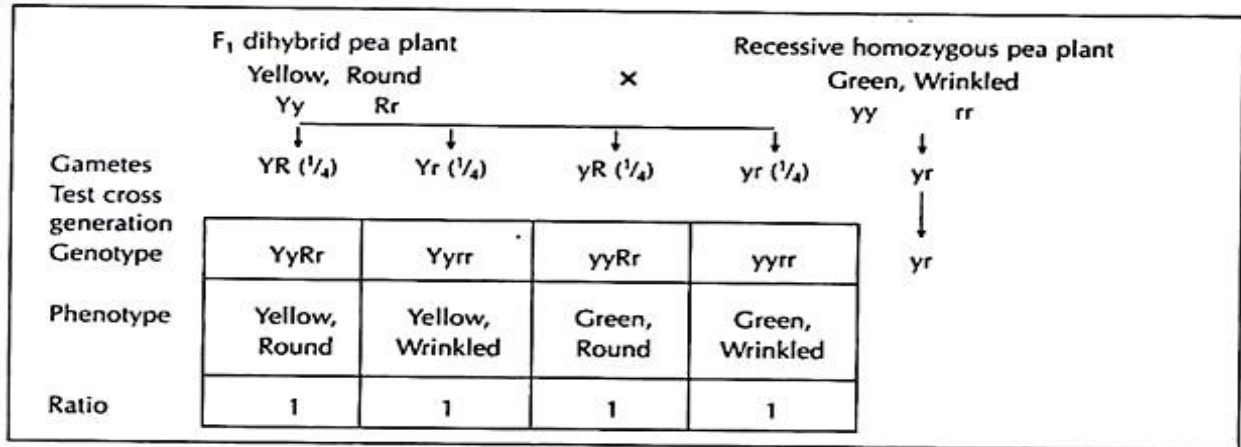 F₁ dihybrid pea plant Recessive homozygous pea plant
Yellow, Round × Green, Wrinkled
Yy Rr yy rr
Gametes YR (¹/₄) Yr (¹/₄) yR (¹/₄) yr (¹/₄) yr
Test cross
generation
Genotype YyRr Yyrr yyRr yyrr yr
Phenotype Yellow, Yellow, Green, Green,
Round Wrinkled Round Wrinkled
Ratio 1 1 1 1